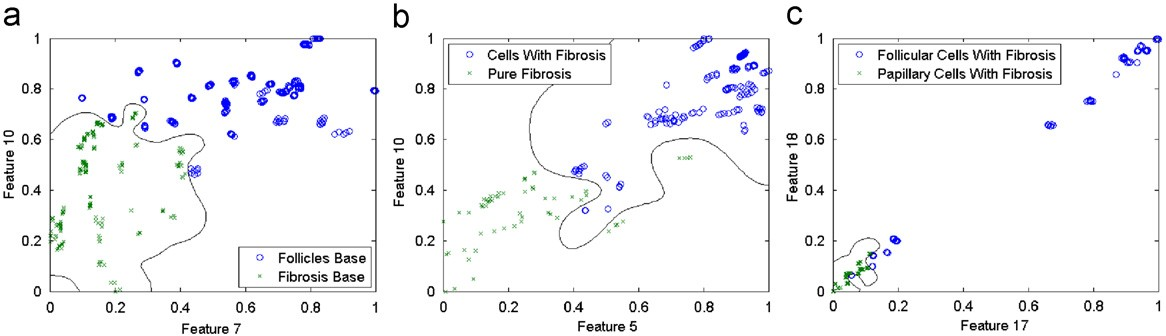 a
b
c
1
0.8
0.6
0.4
0.2
0
0
0.2
0.4
0.6
0.8
1
Feature 10
Feature 7
Follicles Base
Fibrosis Base
1
0.8
0.6
0.4
0.2
0
0
0.2
0.4
0.6
0.8
1
Feature 10
Feature 5
Cells With Fibrosis
Pure Fibrosis
1
0.8
0.6
0.4
0.2
0
0
0.2
0.4
0.6
0.8
1
Feature 18
Feature 17
Follicular Cells With Fibrosis
Papillary Cells With Fibrosis